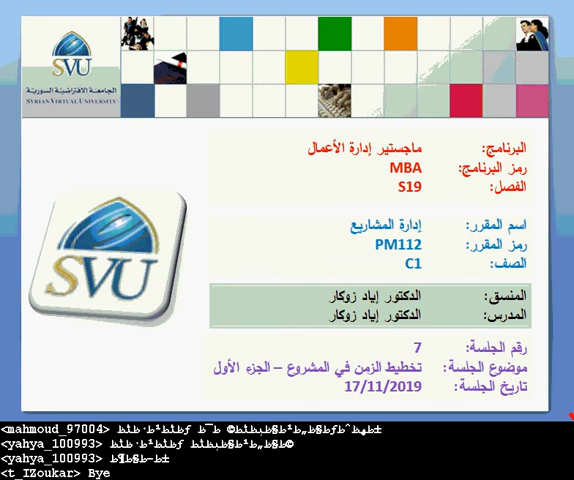 SVU
الجامعة الافتراضية السورية
SYRIAN VIRTUAL UNIVERSITY
البرنامج: ماجستير إدارة الأعمال
رمز البرنامج: MBA
الفصل: S19
SVU
اسم المقرر: إدارة المشاريع
رمز المقرر: PM112
الصف: C1
المنسق: الدكتور إياد زوكار
المدرس: الدكتور إياد زوكار
رقم الجلسة: 7
موضوع الجلسة: تخطيط الزمن في المشروع – الجزء الأول
تاريخ الجلسة: 17/11/2019
<mahmoud_97004>
<yahya_100993>
<yahya_100993>
<t_IZoukar> Bye